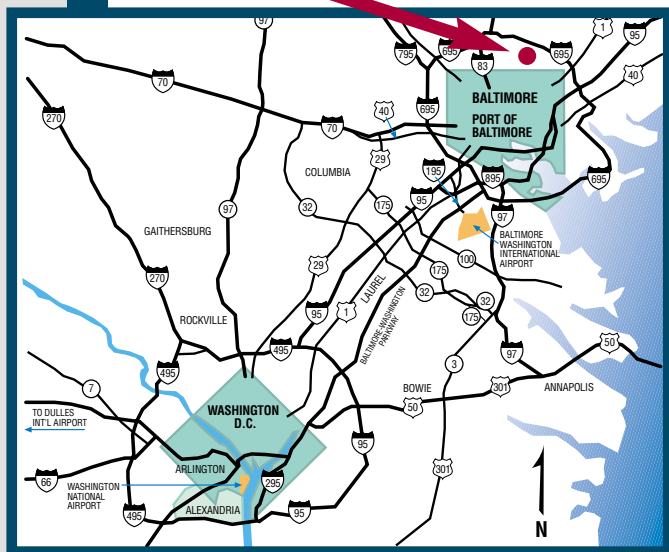 97
695
695
1
95
795
83
695
40
70
270
BALTIMORE
PORT OF
BALTIMORE
40
70
695
29
COLUMBIA
195
895
695
32
175
95
97
97
BALTIMORE
WASHINGTON
INTERNATIONAL
AIRPORT
GAITHERSBURG
29
100
175
270
LAUREL
32
32
95
1
BALTIMORE-WASHINGTON
PARKWAY
175
ROCKVILLE
495
97
50
495
3
7
BOWIE
301
ANNAPOLIS
50
TO DULLES
INT'L AIRPORT
WASHINGTON
D.C.
95
66
ARLINGTON
301
WASHINGTON
NATIONAL
AIRPORT
295
495
ALEXANDRIA
95
N